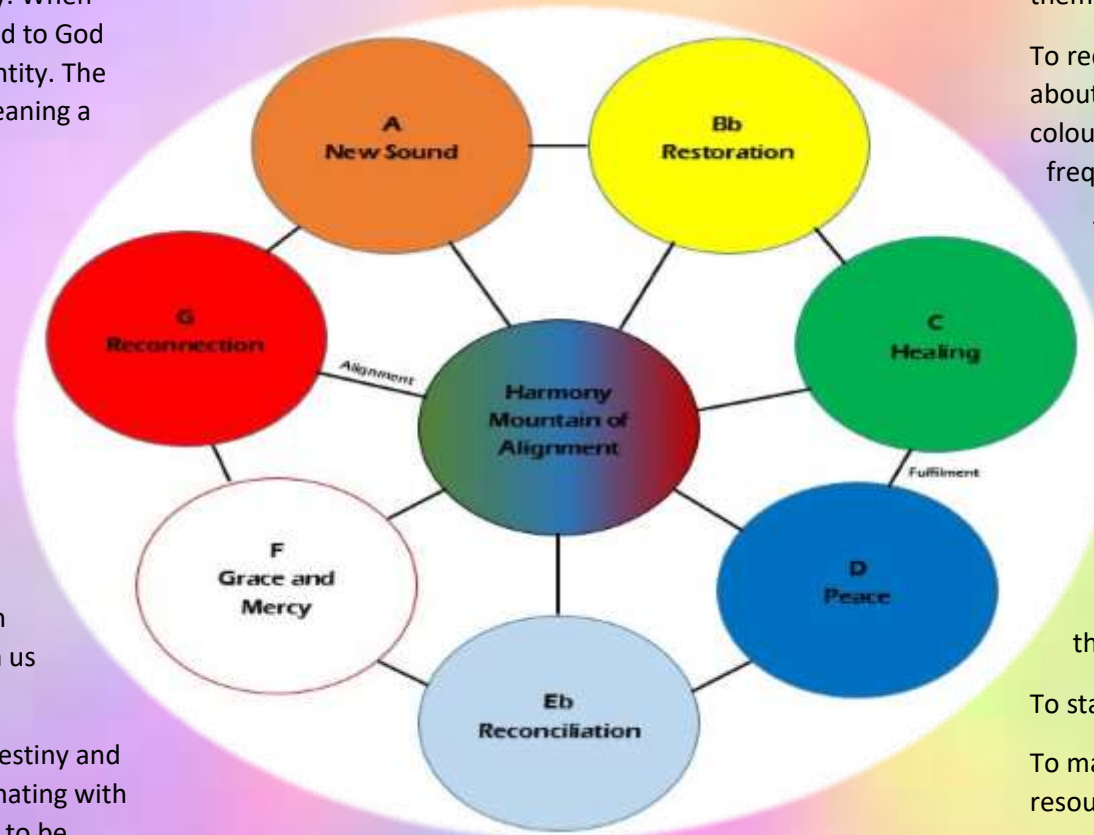 y. When
d to God
ntity. The
eaning a
us
estiny and
nating with
to be
A
New Sound
Bb
Restoration
G
Reconnection
C
Healing
Alignment
Harmony
Mountain of
Alignment
Fulfilment
F
Grace and
Mercy
D
Peace
Eb
Reconciliation
them
To rec
about
colou
freq
th
To sta
To ma
resou